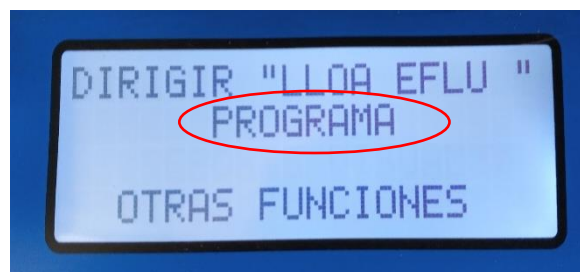 DIRIGIR "LLOA EFLU "
PROGRAMA
OTRAS FUNCIONES